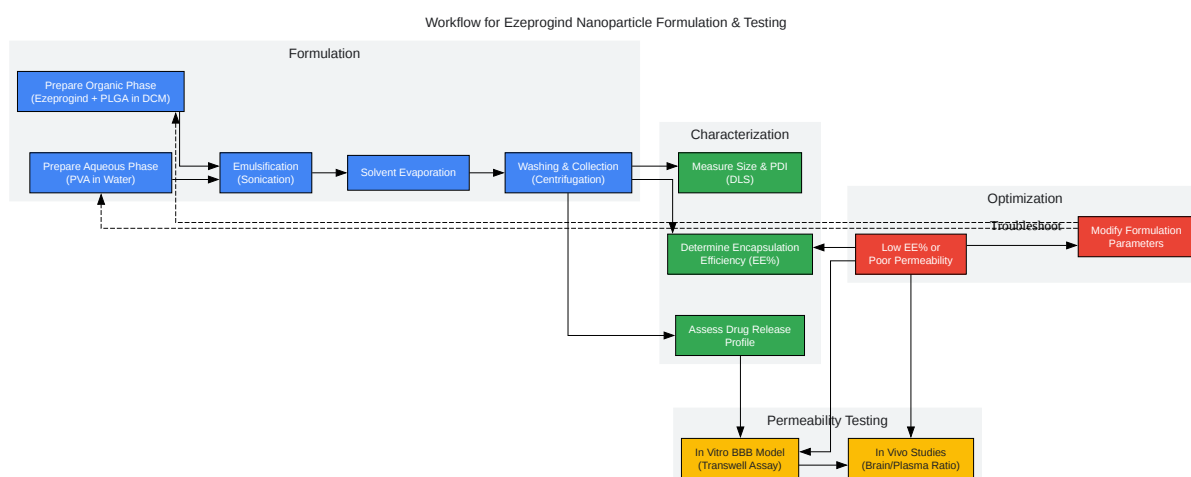 Workflow for Ezeprogind Nanoparticle Formulation & Testing
Formulation
Prepare Organic Phase
(Ezeprogind + PLGA in DCM)
Prepare Aqueous Phase
(PVA in Water)
Emulsification
(Sonication)
Solvent Evaporation
Washing & Collection
(Centrifugation)
Characterization
Measure Size & PDI
(DLS)
Determine Encapsulation
Efficiency (EE%)
Assess Drug Release
Profile
Optimization
Troubleshoot
Low EE% or
Poor Permeability
Modify Formulation
Parameters
Permeability Testing
In Vitro BBB Model
(Transwell Assay)
In Vivo Studies
(Brain/Plasma Ratio)